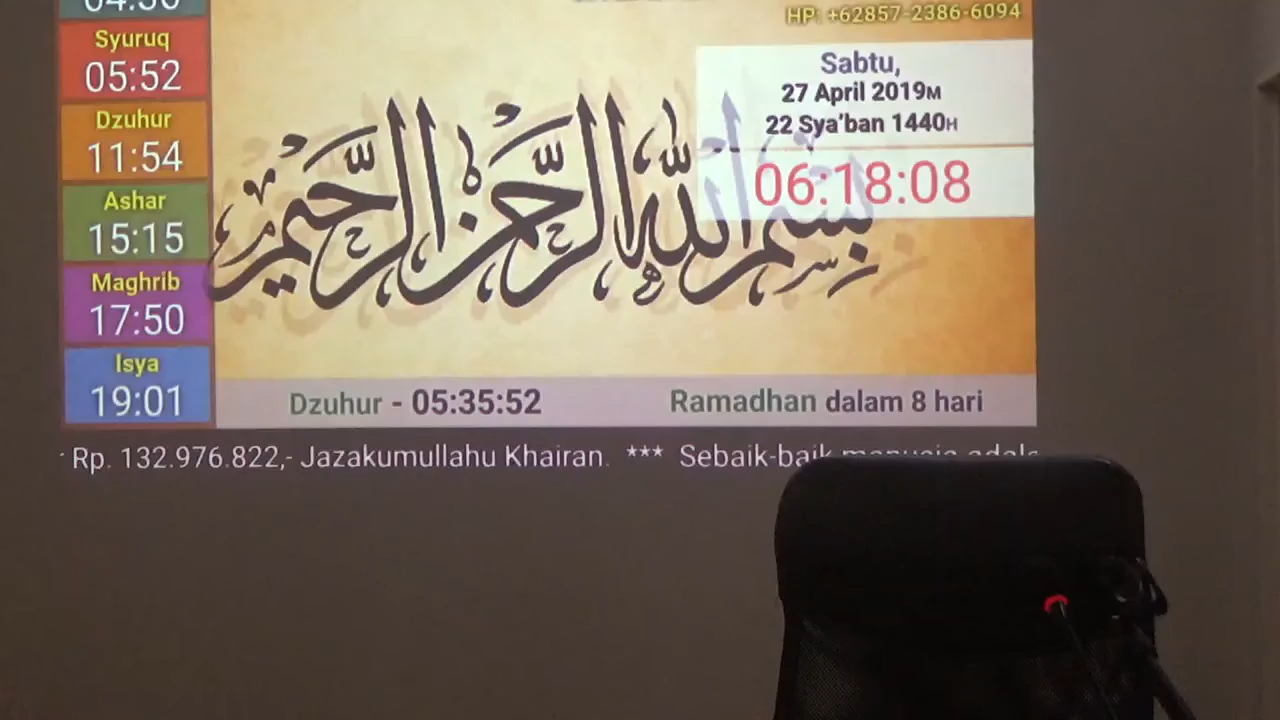 HP: +62857-2386-6094
Syuruq
05:52
Dzuhur
11:54
Ashar
15:15
Maghrib
17:50
Isya
19:01
Sabtu,
27 April 2019M
22 Sya'ban 1440H
06:18:08
بسم الله الرحمن الرحيم
Dzuhur - 05:35:52
Ramadhan dalam 8 hari
Rp. 132.976.822,- Jazakumullahu Khairan. *** Sebaik-baik